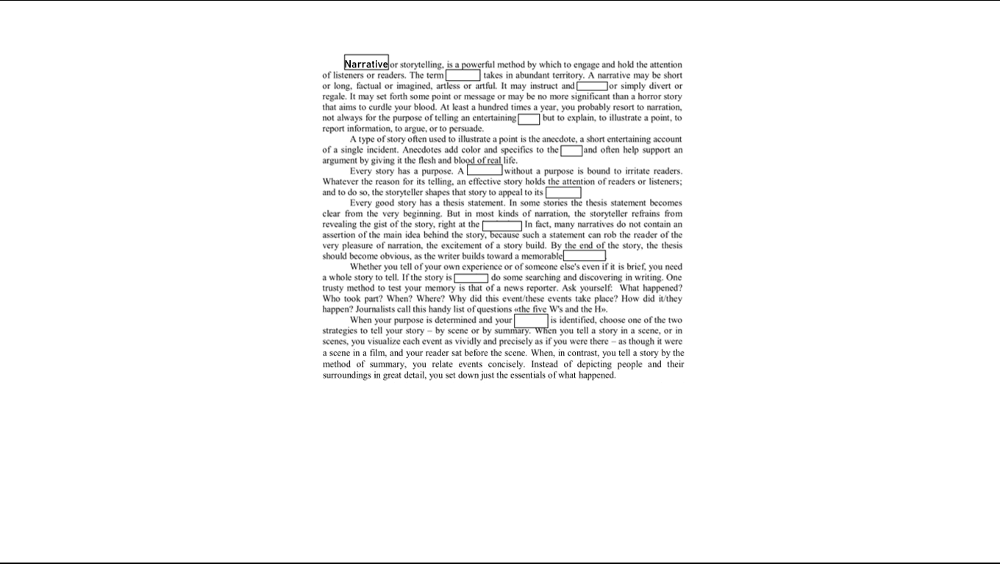 Narrative or storytelling, is a powerful method by which to engage and hold the attention
of listeners or readers. The term takes in abundant territory. A narrative may be short
or long, factual or imagined, artless or artful. It may instruct and or simply divert or
regale. It may set forth some point or message or may be no more significant than a horror story
that aims to curdle your blood. At least a hundred times a year, you probably resort to narration,
not always for the purpose of telling an entertaining but to explain, to illustrate a point, to
report information, to argue, or to persuade.
A type of story often used to illustrate a point is the anecdote, a short entertaining account
of a single incident. Anecdotes add color and specifics to the and often help support an
argument by giving it the flesh and blood of real life.
Every story has a purpose. A without a purpose is bound to irritate readers.
Whatever the reason for its telling, an effective story holds the attention of readers or listeners;
and to do so, the storyteller shapes that story to appeal to its
Every good story has a thesis statement. In some stories the thesis statement becomes
clear from the very beginning. But in most kinds of narration, the storyteller refrains from
revealing the gist of the story, right at the In fact, many narratives do not contain an
assertion of the main idea behind the story, because such a statement can rob the reader of the
very pleasure of narration, the excitement of a story build. By the end of the story, the thesis
should become obvious, as the writer builds toward a memorable
Whether you tell of your own experience or of someone else's even if it is brief, you need
a whole story to tell. If the story is do some searching and discovering in writing. One
trusty method to test your memory is that of a news reporter. Ask yourself: What happened?
Who took part? When? Where? Why did this event/these events take place? How did it/they
happen? Journalists call this handy list of questions «the five W's and the H».
When your purpose is determined and your is identified, choose one of the two
strategies to tell your story – by scene or by summary. When you tell a story in a scene, or in
scenes, you visualize each event as vividly and precisely as if you were there – as though it were
a scene in a film, and your reader sat before the scene. When, in contrast, you tell a story by the
method of summary, you relate events concisely. Instead of depicting people and their
surroundings in great detail, you set down just the essentials of what happened.